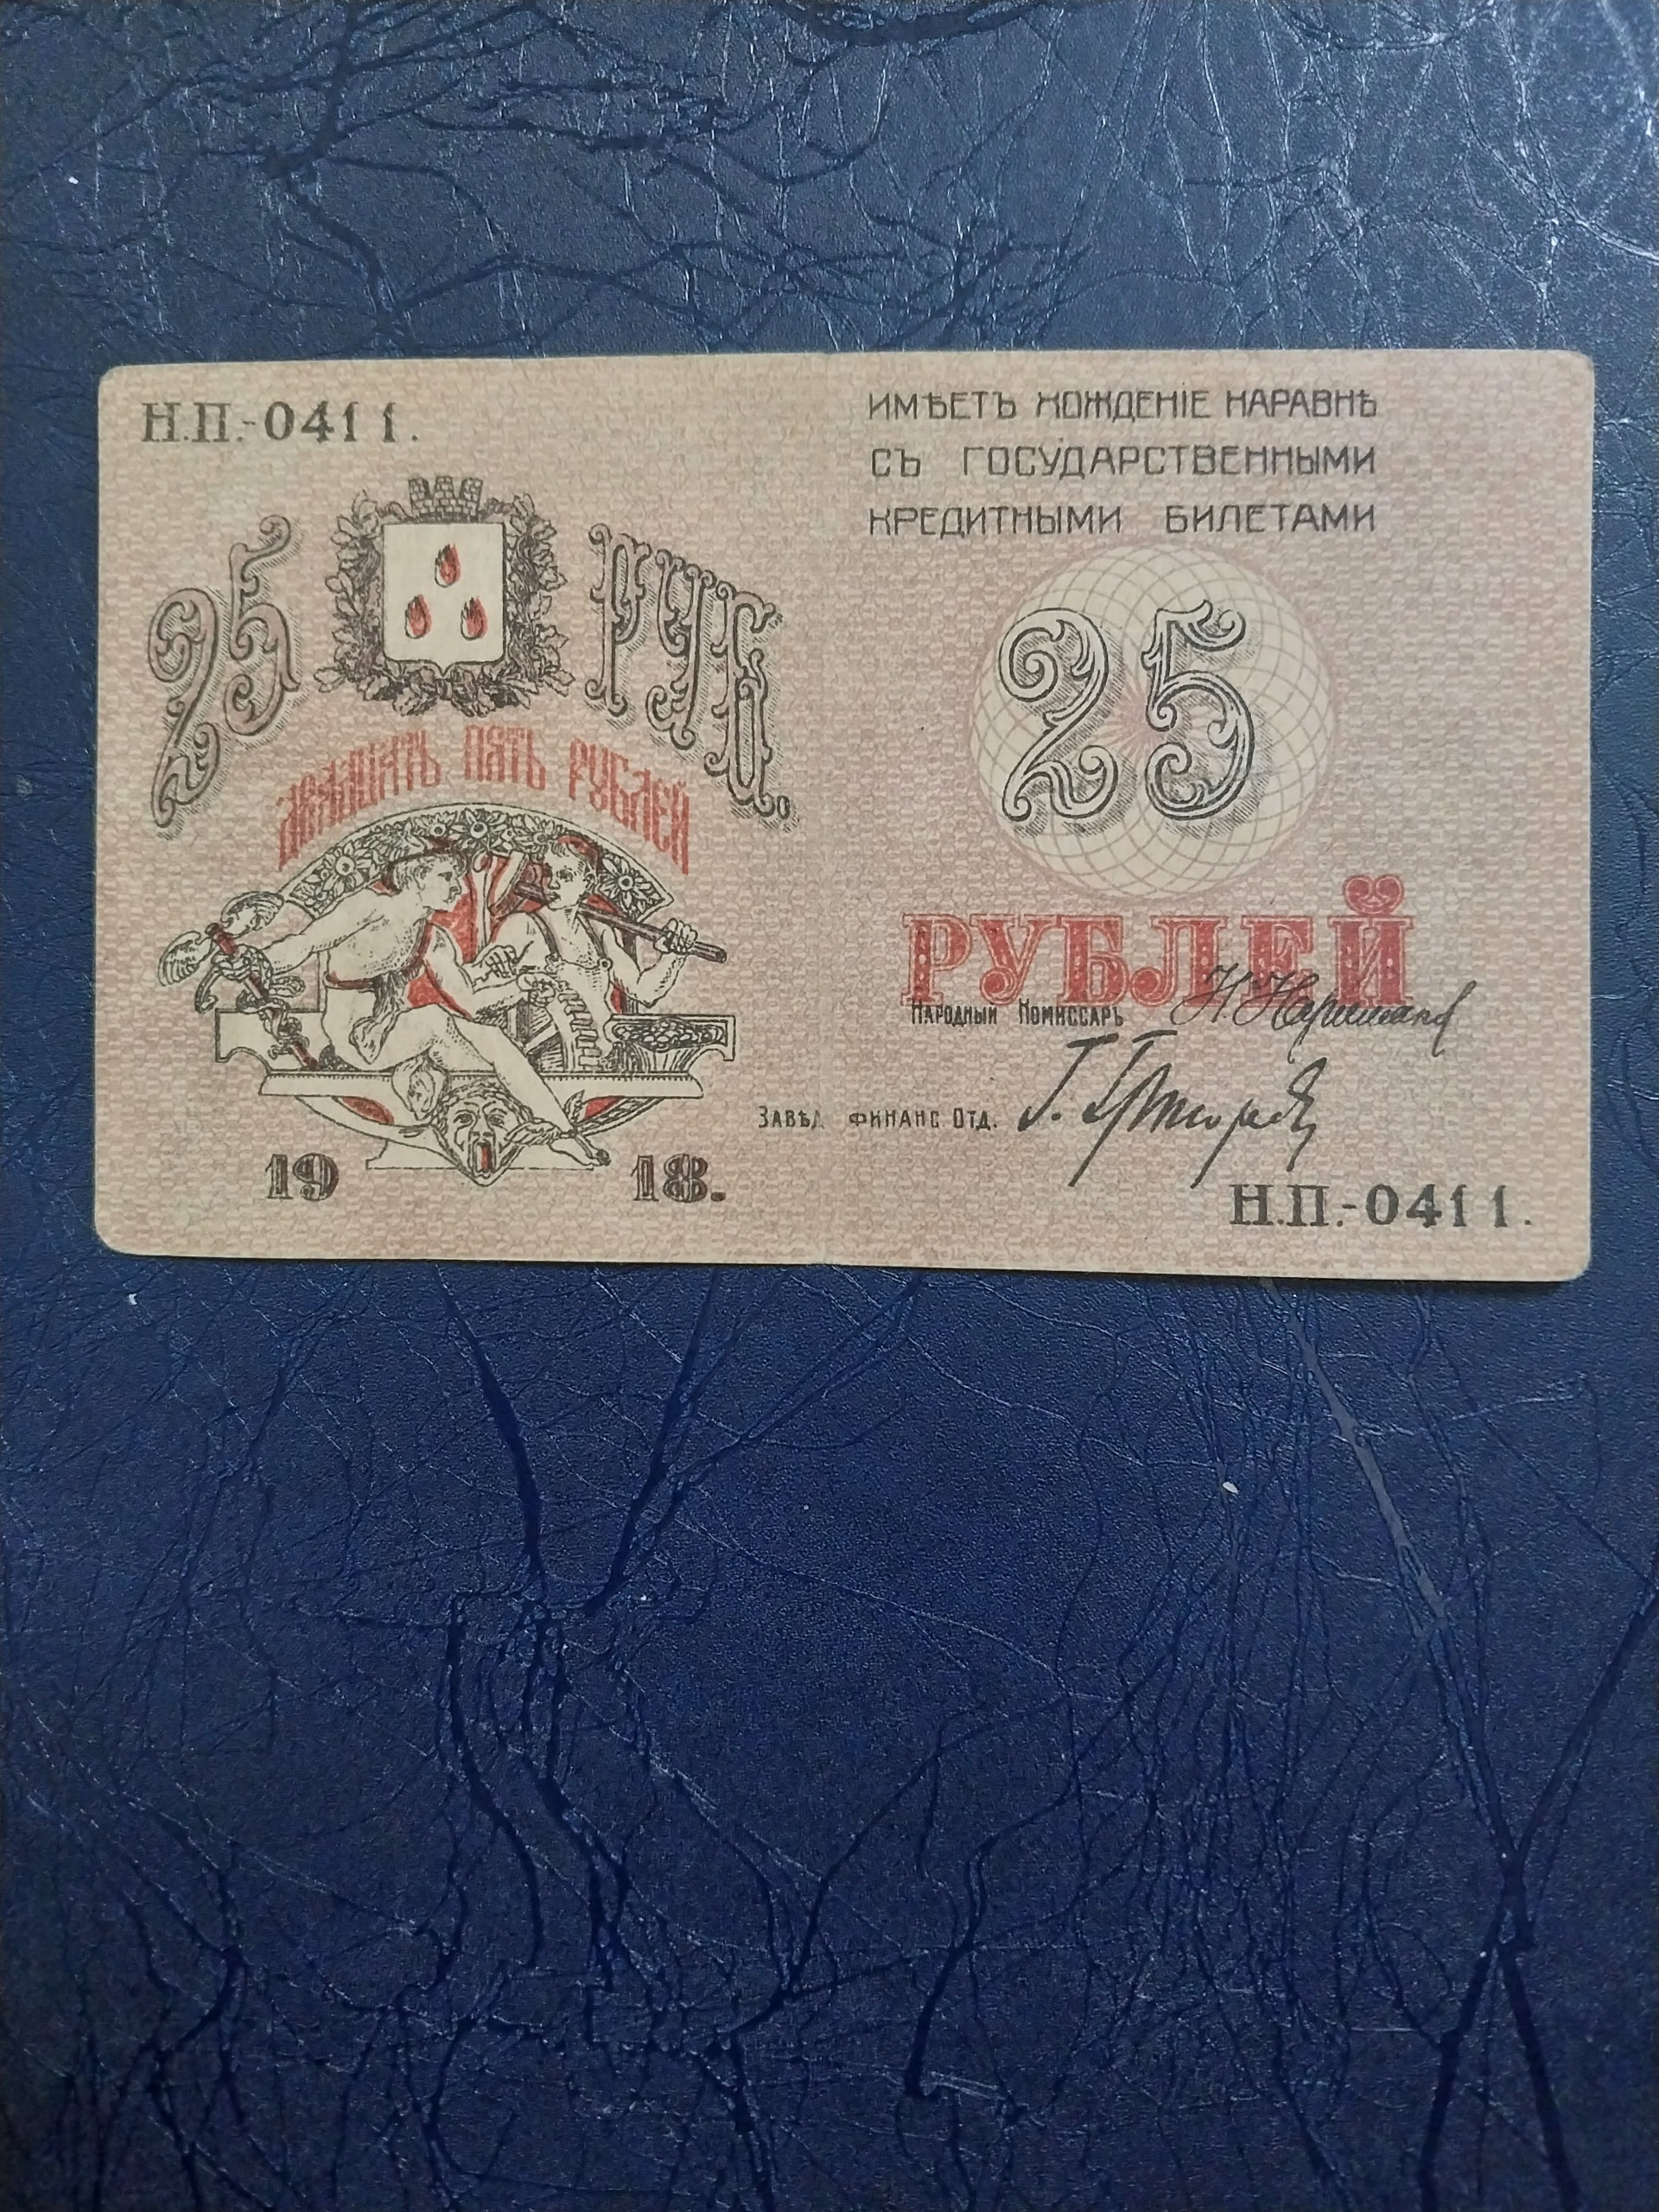 Н.П.-0411.
25 РУБ.
ДВАДЦАТЬ ПЯТЬ РУБЛЕЙ
19 18.
ИМѢЕТЪ ХОЖДЕНІЕ НАРАВНѢ
СЪ ГОСУДАРСТВЕННЫМИ
КРЕДИТНЫМИ БИЛЕТАМИ
25
РУБЛЕЙ
НАРОДНЫЙ КОМИССАРЪ Н. Нариманов
ЗАВѢД. ФИНАНС ОТД.
Н.П.-0411.